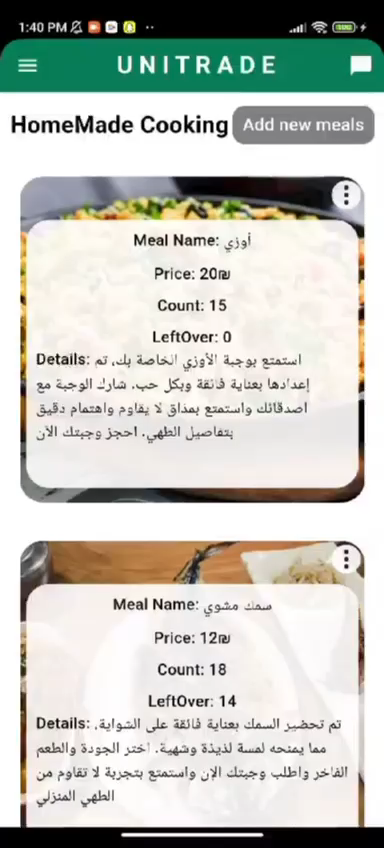 1:40 PM
UNITRADE
HomeMade Cooking
Add new meals
Meal Name: أوزي
Price: 20₪
Count: 15
LeftOver: 0
Details: استمتع بوجبة الأوزي الخاصة بك، تم
إعدادها بعناية فائقة وبكل حب. شارك الوجبة مع
أصدقائك واستمتع بمذاق لا يقاوم واهتمام دقيق
بتفاصيل الطهي. احجز وجبتك الآن
Meal Name: سمك مشوي
Price: 12₪
Count: 18
LeftOver: 14
Details: تم تحضير السمك بعناية فائقة على الشواية،
مما يمنحه لمسة لذيذة وشهية. اختر الجودة والطعم
الفاخر واطلب وجبتك الإن واستمتع بتجربة لا تقاوم من
الطهي المنزلي